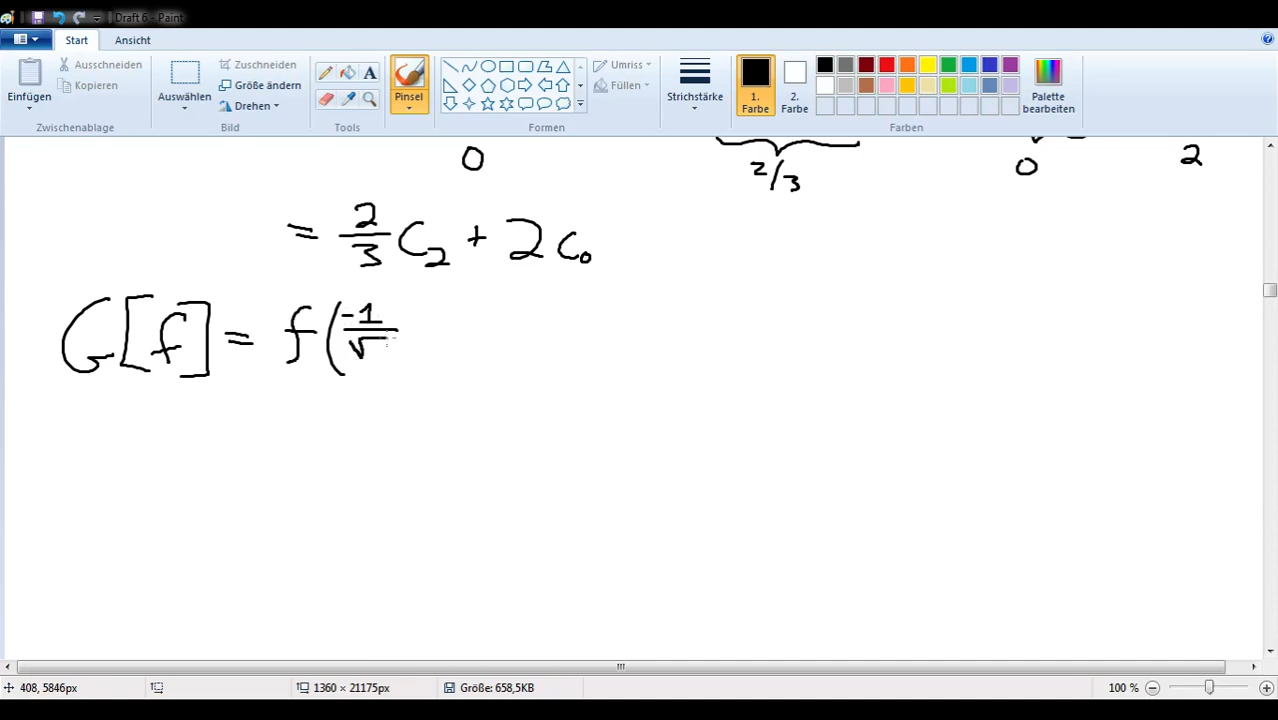 Draft 6 - Paint
Start Ansicht
Einfügen
Ausschneiden
Kopieren
Zwischenablage
Auswählen
Zuschneiden
Größe ändern
Drehen
Bild
A
Tools
Pinsel
Umriss
Füllen
Formen
Strichstärke
1. Farbe
2. Farbe
Palette bearbeiten
Farben
0 2/3 0 2
= 2/3 C₂ + 2C₀
G[f] = f(-1/√
408, 5846px 1360 × 21175px Größe: 658,5KB 100 %